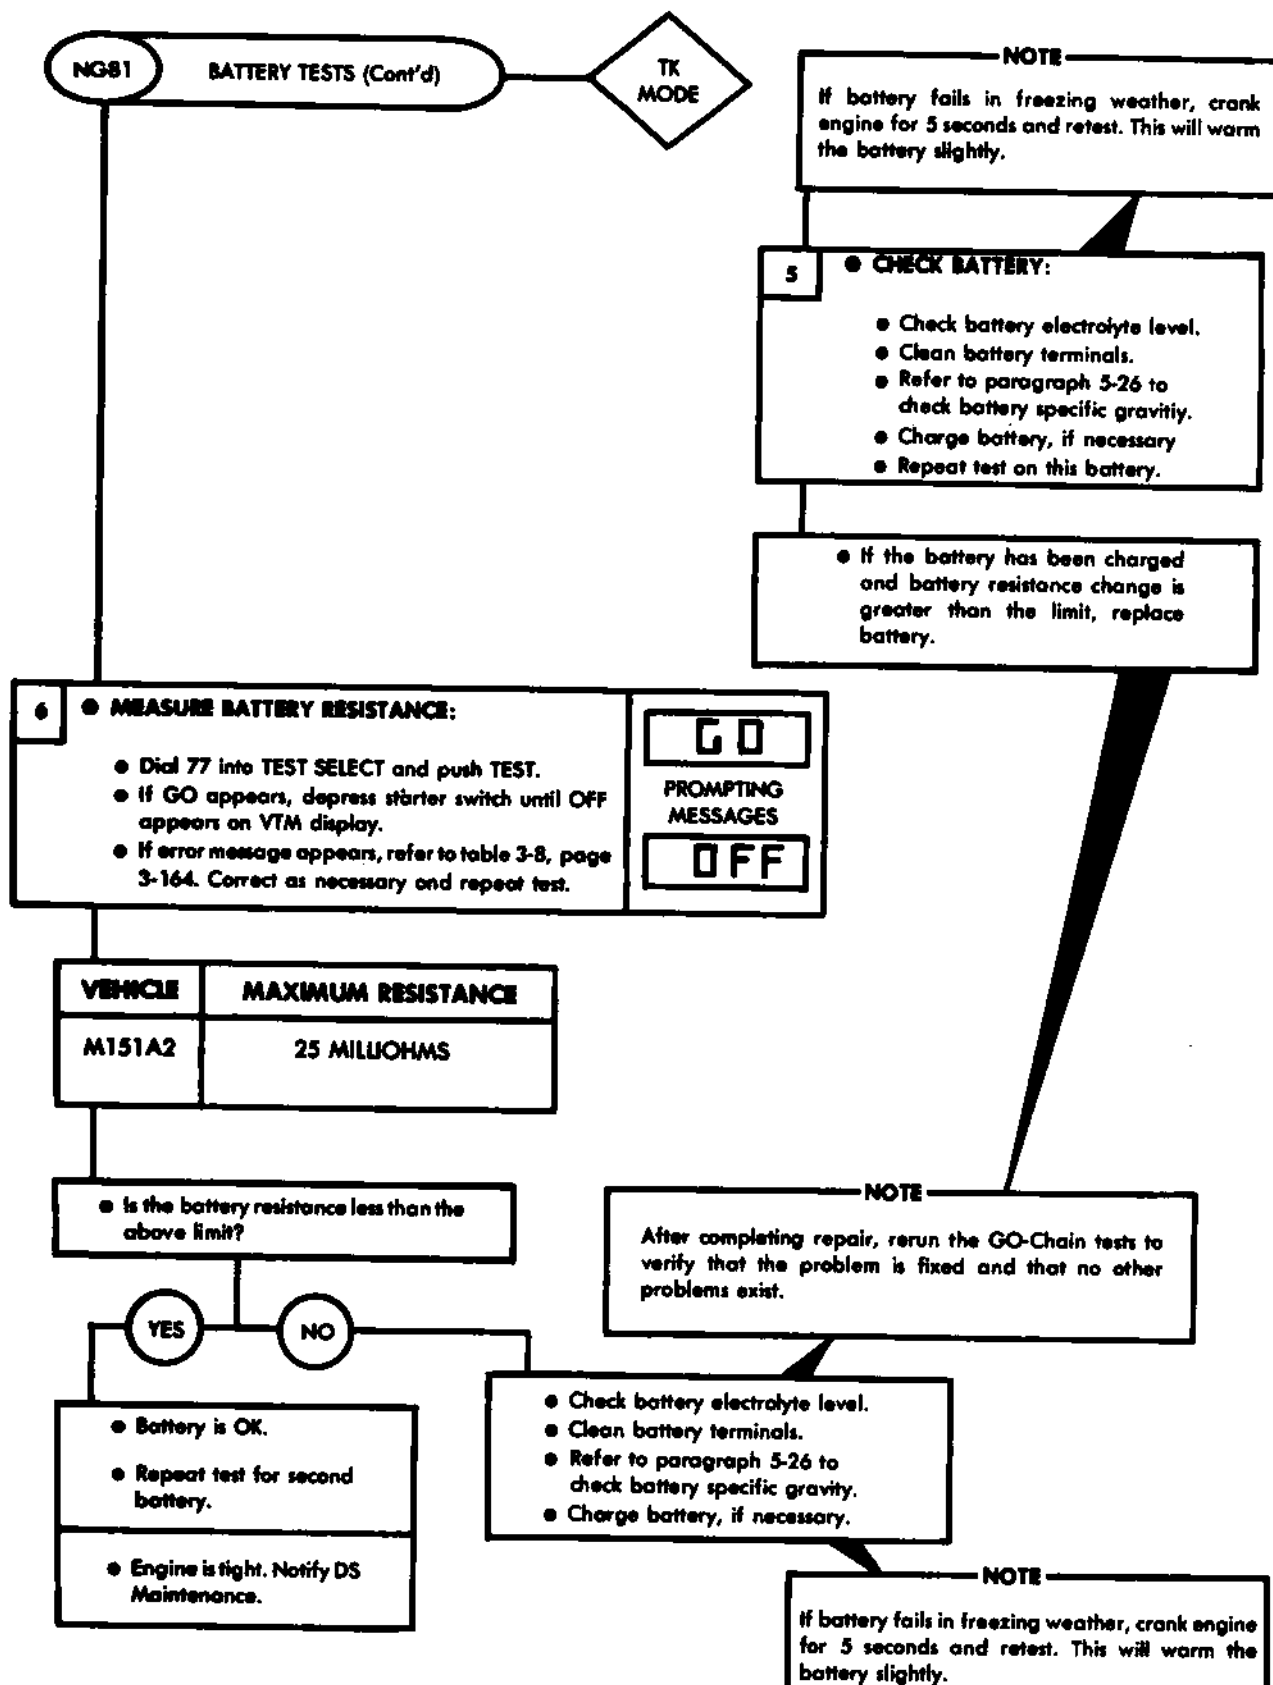 NG81
BATTERY TESTS (Cont'd)
TK
MODE
NOTE
If battery fails in freezing weather, crank
engine for 5 seconds and retest. This will warm
the battery slightly.
5
● CHECK BATTERY:
● Check battery electrolyte level.
● Clean battery terminals.
● Refer to paragraph 5-26 to
check battery specific gravitiy.
● Charge battery, if necessary
● Repeat test on this battery.
● If the battery has been charged
and battery resistance change is
greater than the limit, replace
battery.
6
● MEASURE BATTERY RESISTANCE:
● Dial 77 into TEST SELECT and push TEST.
● If GO appears, depress starter switch until OFF
appears on VTM display.
● If error message appears, refer to table 3-8, page
3-164. Correct as necessary and repeat test.
GO
PROMPTING
MESSAGES
OFF
VEHICLE
MAXIMUM RESISTANCE
M151A2
25 MILLIOHMS
● Is the battery resistance less than the
above limit?
YES
NO
NOTE
After completing repair, rerun the GO-Chain tests to
verify that the problem is fixed and that no other
problems exist.
● Battery is OK.
● Repeat test for second
battery.
● Engine is tight. Notify DS
Maintenance.
● Check battery electrolyte level.
● Clean battery terminals.
● Refer to paragraph 5-26 to
check battery specific gravity.
● Charge battery, if necessary.
NOTE
If battery fails in freezing weather, crank engine
for 5 seconds and retest. This will warm the
battery slightly.